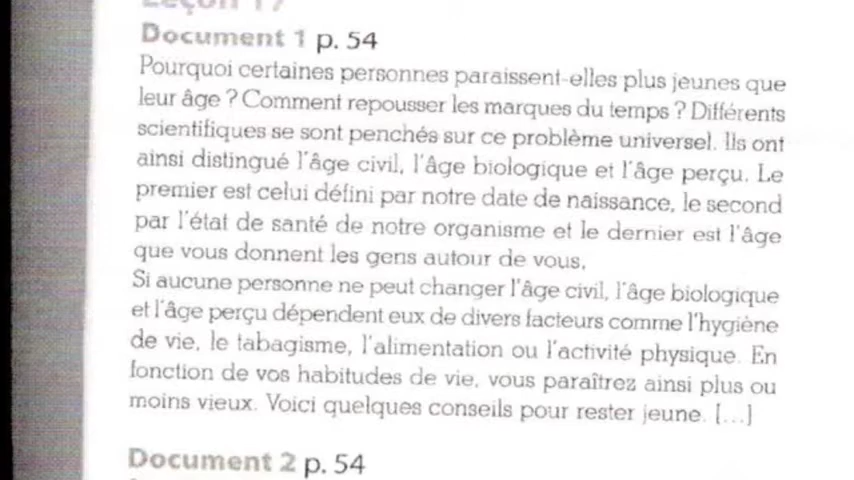 Leçon 17
Document 1 p. 54
Pourquoi certaines personnes paraissent-elles plus jeunes que
leur âge ? Comment repousser les marques du temps ? Différents
scientifiques se sont penchés sur ce problème universel. Ils ont
ainsi distingué l'âge civil, l'âge biologique et l'âge perçu. Le
premier est celui défini par notre date de naissance, le second
par l'état de santé de notre organisme et le dernier est l'âge
que vous donnent les gens autour de vous.
Si aucune personne ne peut changer l'âge civil, l'âge biologique
et l'âge perçu dépendent eux de divers facteurs comme l'hygiène
de vie, le tabagisme, l'alimentation ou l'activité physique. En
fonction de vos habitudes de vie, vous paraîtrez ainsi plus ou
moins vieux. Voici quelques conseils pour rester jeune. [...]
Document 2 p. 54